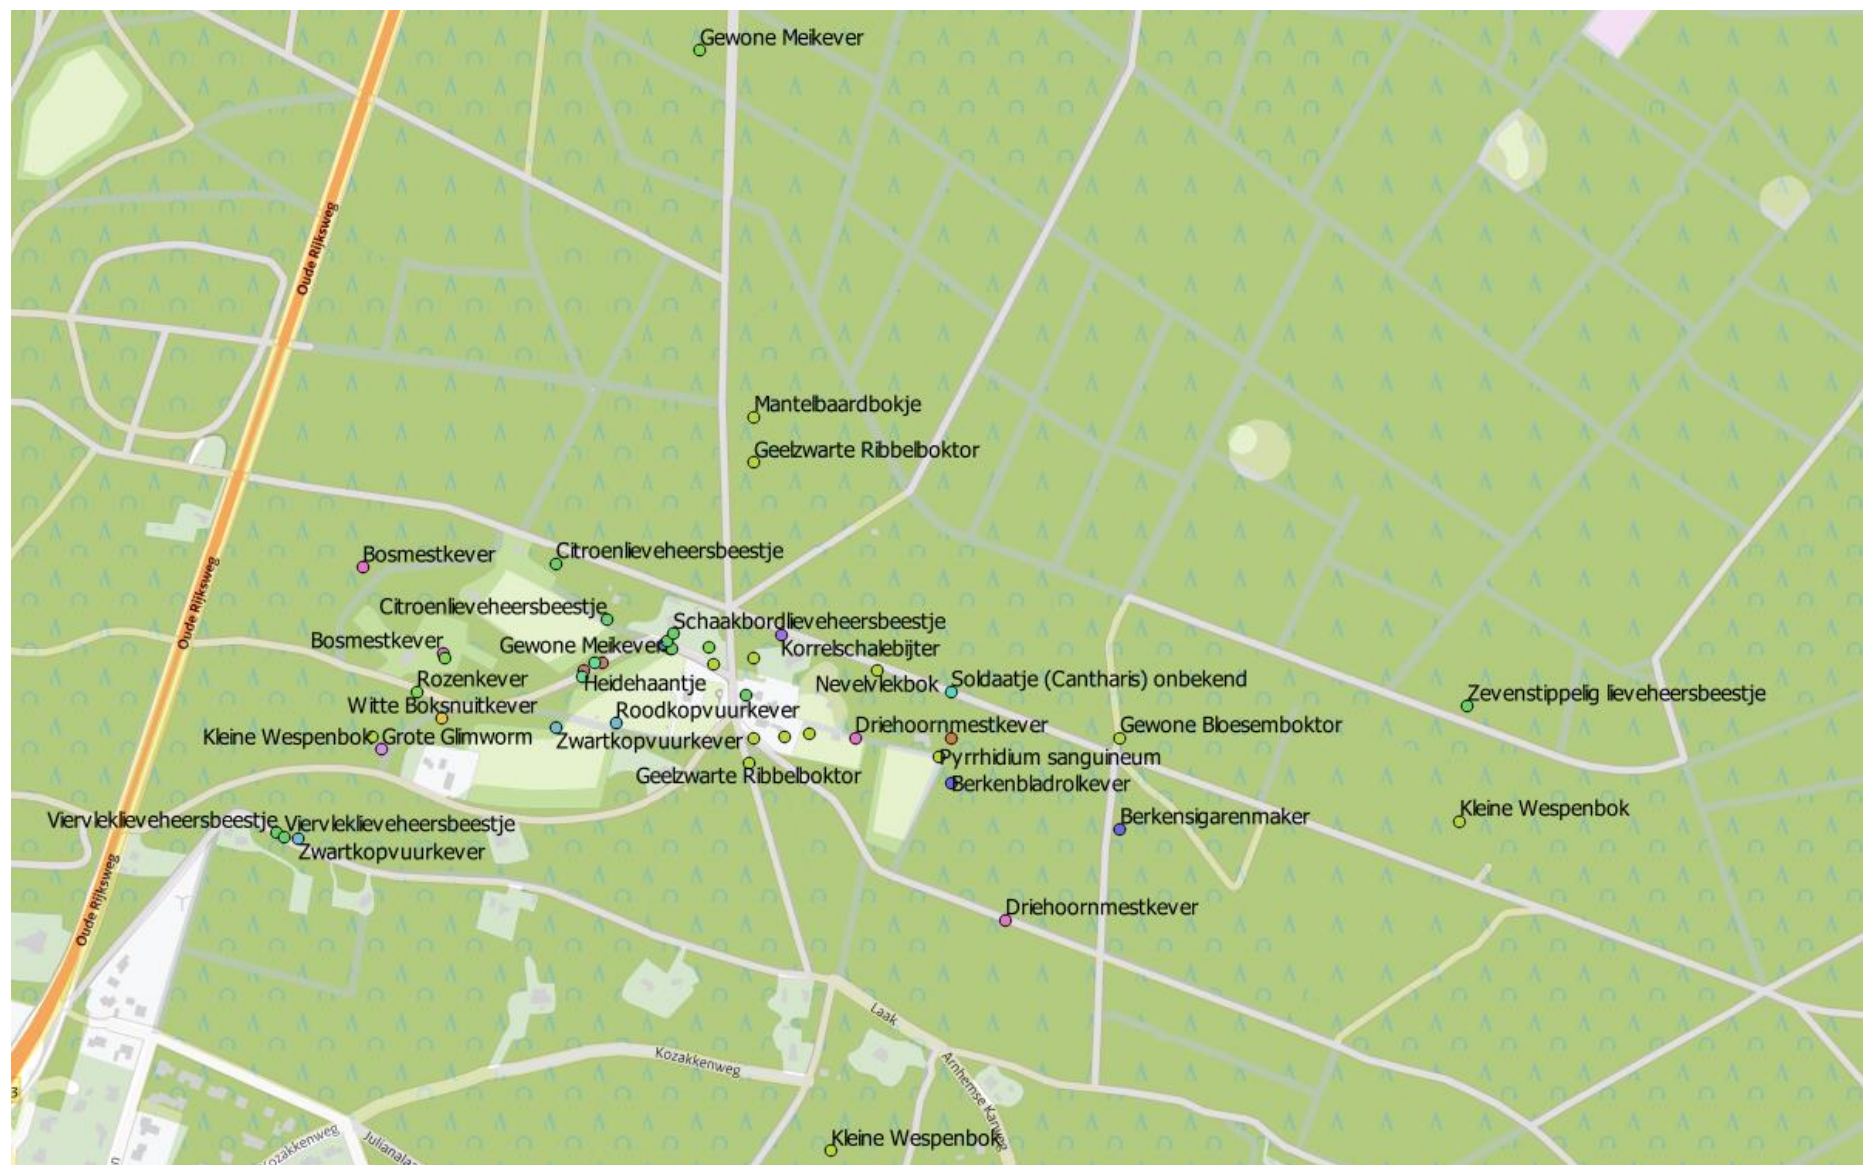 Gewone Meikever
Oude Rijksweg
Mantelbaardbokje
Geelzwarte Ribbelboktor
Bosmestkever
Citroenlieveheersbeestje
Oude Rijksweg
Citroenlieveheersbeestje
Schaakbordlieveheersbeestje
Bosmestkever
Gewone Meikever
Korrelschalebijter
Rozenkever
Heidehaantje
Nevelvlekbok
Soldaatje (Cantharis) onbekend
Zevenstippelig lieveheersbeestje
Witte Boksnuitkever
Roodkopvuurkever
Driehoornmestkever
Gewone Bloesemboktor
Kleine Wespenbok
Grote Glimworm
Zwartkopvuurkever
Pyrrhidium sanguineum
Geelzwarte Ribbelboktor
Berkenbladrolkever
Kleine Wespenbok
Viervleklieveheersbeestje
Viervleklieveheersbeestje
Berkensigarenmaker
Zwartkopvuurkever
Oude Rijksweg
Driehoornmestkever
Laak
Kozakkenweg
Arnhemse Karweg
Kozakkenweg
Julianalaa
Kleine Wespenbok